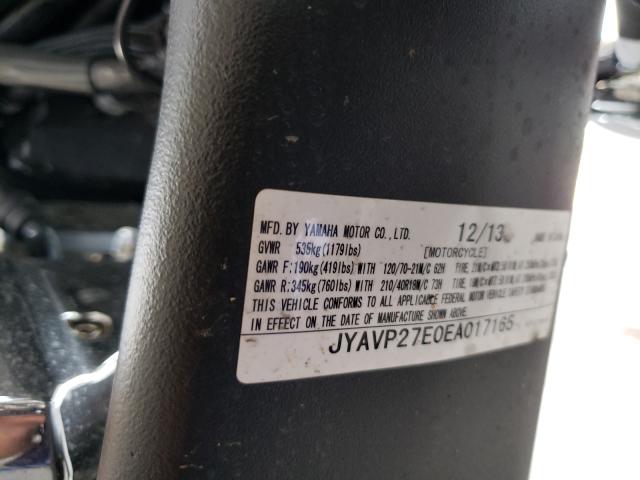 MFD. BY YAMAHA MOTOR CO.,LTD. 12/13
GVWR 535kg(1179lbs) [MOTORCYCLE]
GAWR F:190kg(419lbs)WITH 120/70-21M/C 62H TIRE,
GAWR R:345kg(760lbs)WITH 210/40R18M/C 73H TIRE,
THIS VEHICLE CONFORMS TO ALL APPLICABLE FEDERAL MOTOR VEHICLE SAFETY
IN EFFECT ON THE DATE OF MANUFACTURE SHOWN ABOVE.
JYAVP27E0EA017165